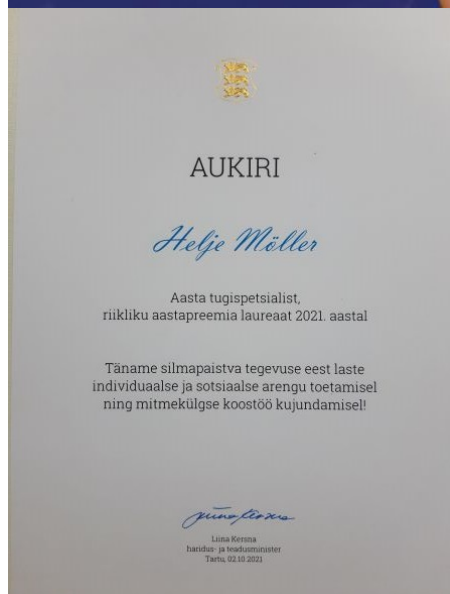 AUKIRI
Helje Möller
Aasta tugispetsialist,
riikliku aastapreemia laureaat 2021. aastal
Täname silmapaistva tegevuse eest laste
individuaalse ja sotsiaalse arengu toetamisel
ning mitmekülgse koostöö kujundamisel!
Liina Kersna
haridus- ja teadusminister
Tartu, 02.10.2021